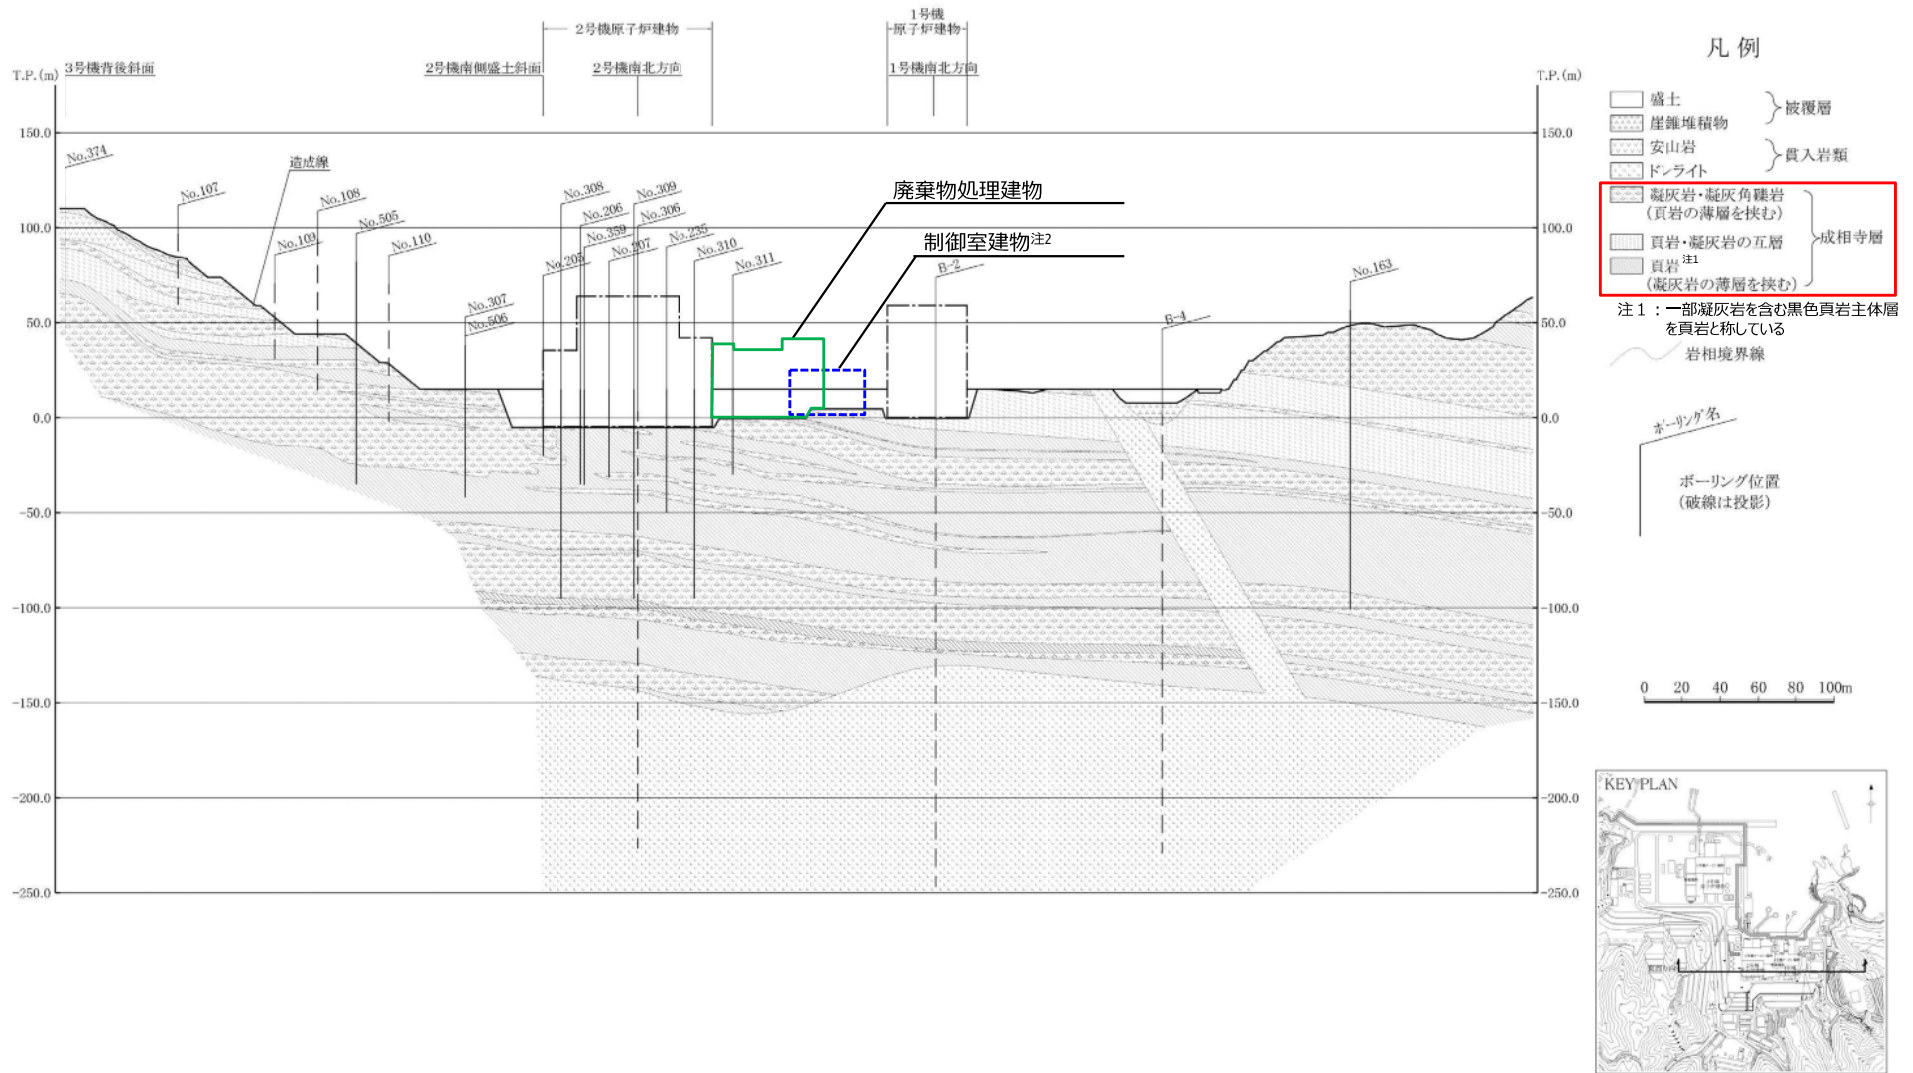 2号機原子炉建物
1号機
原子炉建物
T.P.(m)
3号機背後斜面
2号機南側盛土斜面
2号機南北方向
1号機南北方向
T.P.(m)
150.0
100.0
50.0
0.0
-50.0
-100.0
-150.0
-200.0
-250.0
No.374
No.107
造成線
No.108
No.109
No.505
No.110
No.307
No.506
No.205
No.308
No.206
No.359
No.207
No.309
No.306
No.235
No.310
No.311
廃棄物処理建物
制御室建物注2
B-2
B-4
No.163
150.0
100.0
50.0
0.0
-50.0
-100.0
-150.0
-200.0
-250.0
凡例
盛土
崖錐堆積物
被覆層
安山岩
ドレライト
貫入岩類
凝灰岩・凝灰角礫岩
(頁岩の薄層を挟む)
頁岩・凝灰岩の互層
頁岩注1
(凝灰岩の薄層を挟む)
成相寺層
注1：一部凝灰岩を含む黒色頁岩主体層
を頁岩と称している
岩相境界線
ボーリング名
ボーリング位置
(破線は投影)
0 20 40 60 80 100m
KEY PLAN